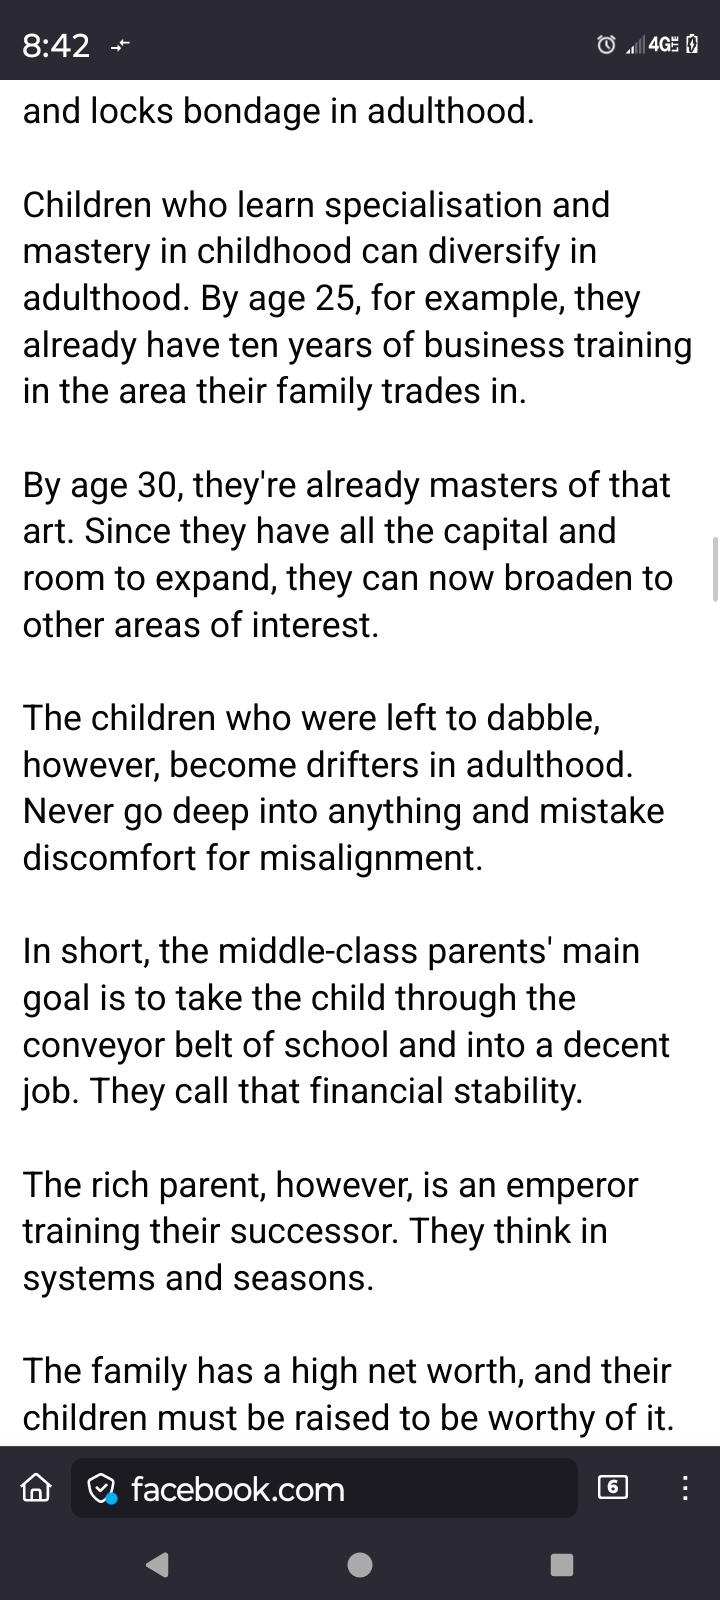 8:42
4GE
and locks bondage in adulthood.
Children who learn specialisation and
mastery in childhood can diversify in
adulthood. By age 25, for example, they
already have ten years of business training
in the area their family trades in.
By age 30, they're already masters of that
art. Since they have all the capital and
room to expand, they can now broaden to
other areas of interest.
The children who were left to dabble,
however, become drifters in adulthood.
Never go deep into anything and mistake
discomfort for misalignment.
In short, the middle-class parents' main
goal is to take the child through the
conveyor belt of school and into a decent
job. They call that financial stability.
The rich parent, however, is an emperor
training their successor. They think in
systems and seasons.
The family has a high net worth, and their
children must be raised to be worthy of it.
facebook.com
6